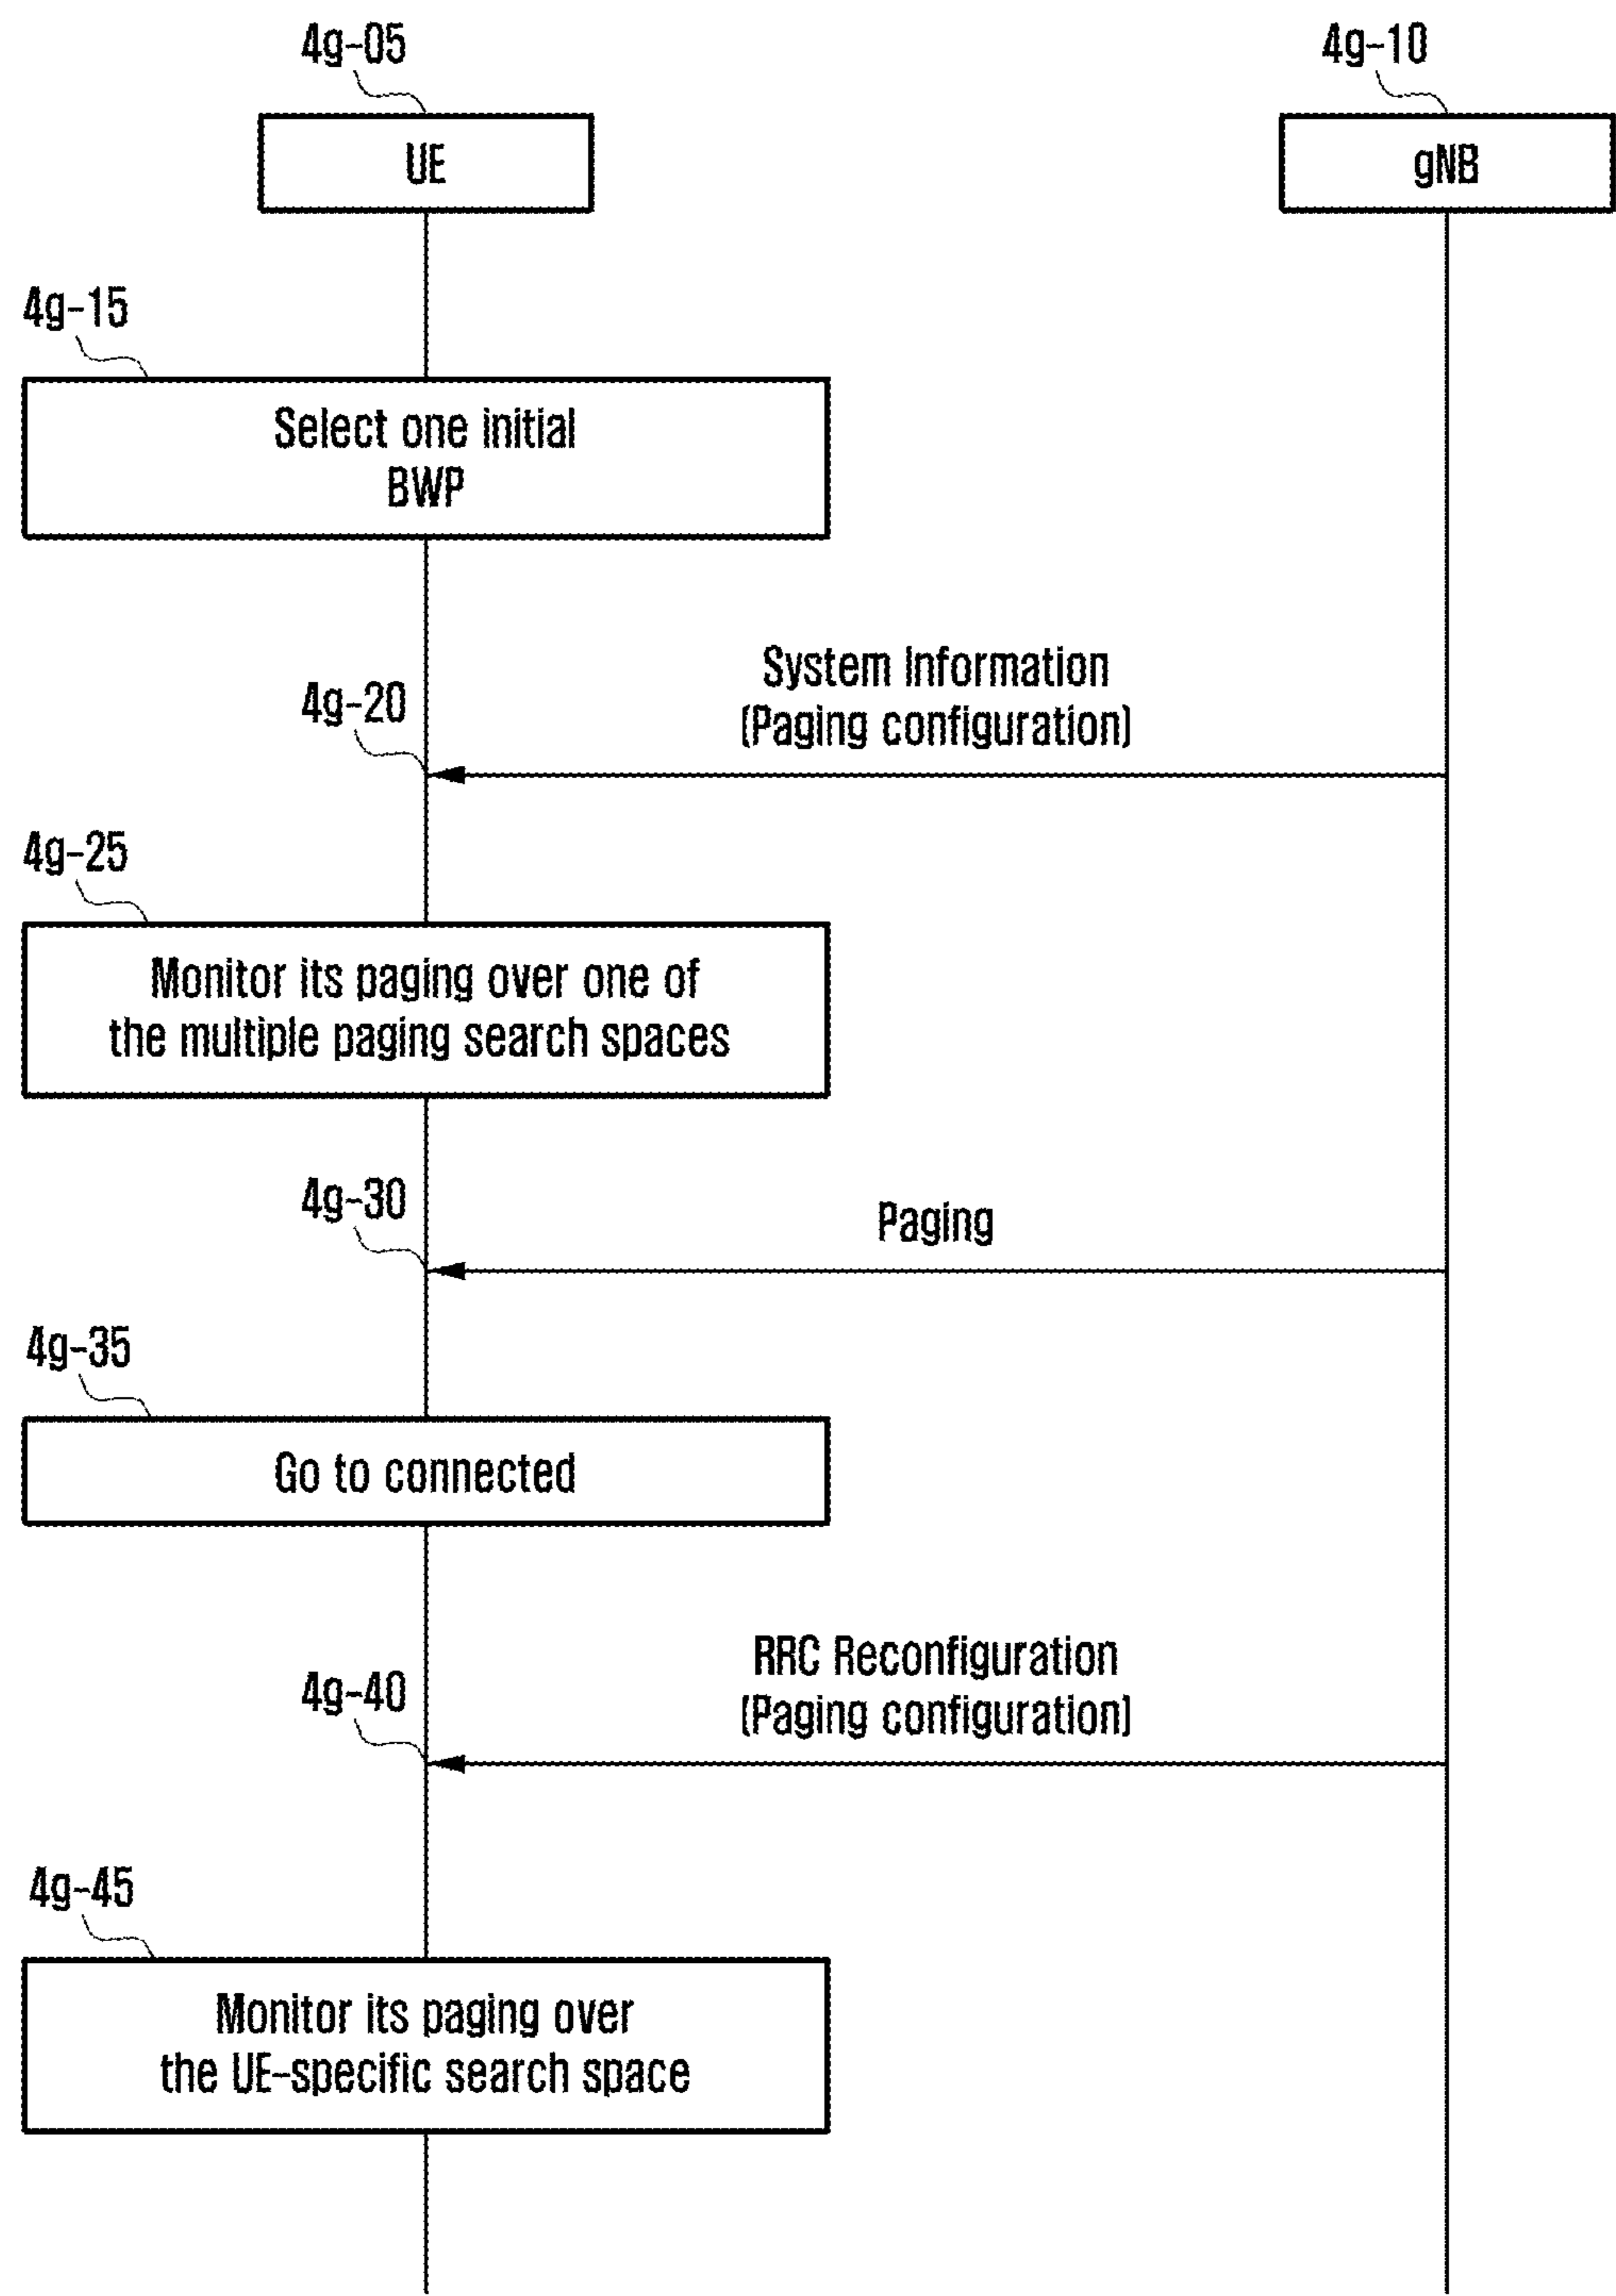 4g-05
4g-10
UE
gNB
4g-15
Select one initial
BWP
System Information
(Paging configuration)
4g-20
4g-25
Monitor its paging over one of
the multiple paging search spaces
4g-30
Paging
4g-35
Go to connected
RRC Reconfiguration
(Paging configuration)
4g-40
4g-45
Monitor its paging over
the UE-specific search space